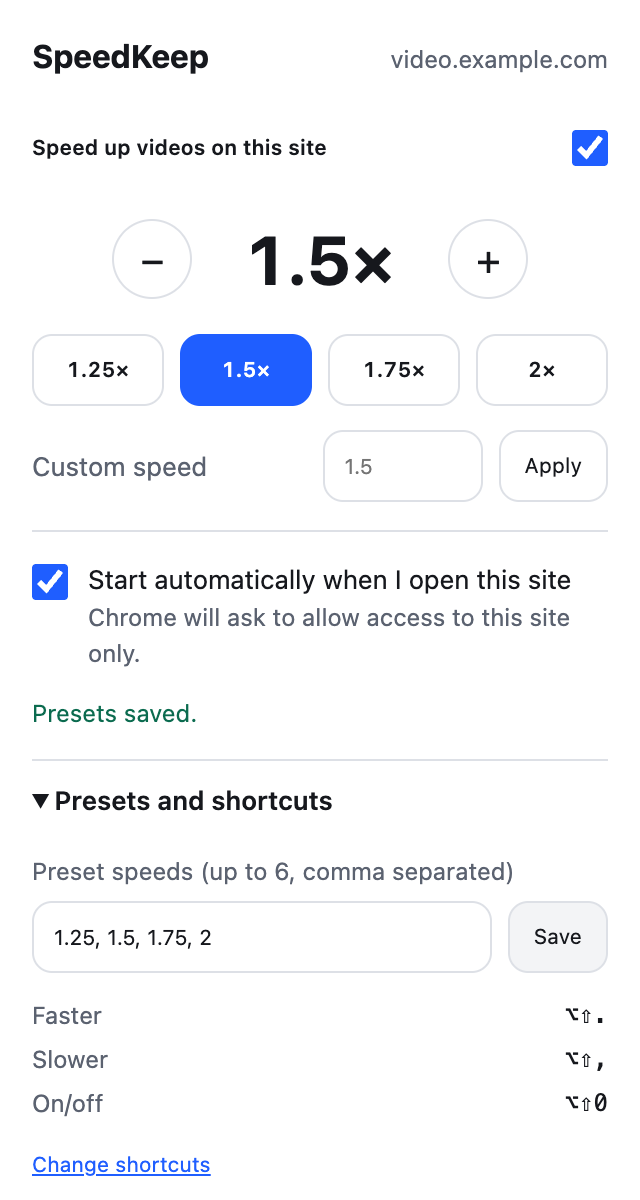 SpeedKeep
video.example.com
Speed up videos on this site
− 1.5× +
1.25× 1.5× 1.75× 2×
Custom speed 1.5 Apply
Start automatically when I open this site
Chrome will ask to allow access to this site
only.
Presets saved.
▼ Presets and shortcuts
Preset speeds (up to 6, comma separated)
1.25, 1.5, 1.75, 2 Save
Faster ⌥⇧.
Slower ⌥⇧,
On/off ⌥⇧0
Change shortcuts